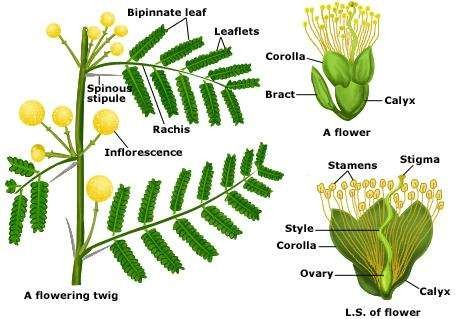 Bipinnate leaf
Leaflets
Spinous
stipule
Rachis
Inflorescence
A flowering twig
Corolla
Bract
Calyx
A flower
Stamens
Stigma
Style
Corolla
Ovary
Calyx
L.S. of flower